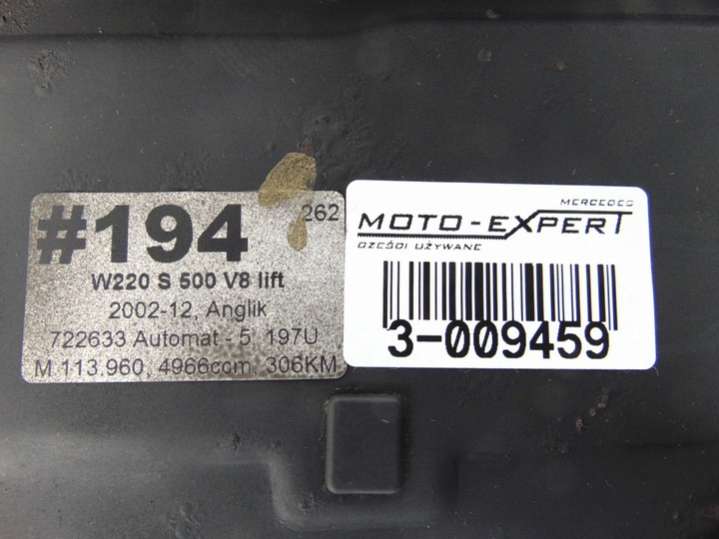 #194
262
W220 S 500 V8 lift
2002-12, Anglik
722633 Automat - 5 197U
M 113.960, 4966ccm 306KM
MERCEDES
MOTO-EXPERT
CZĘŚCI UŻYWANE
3-009459